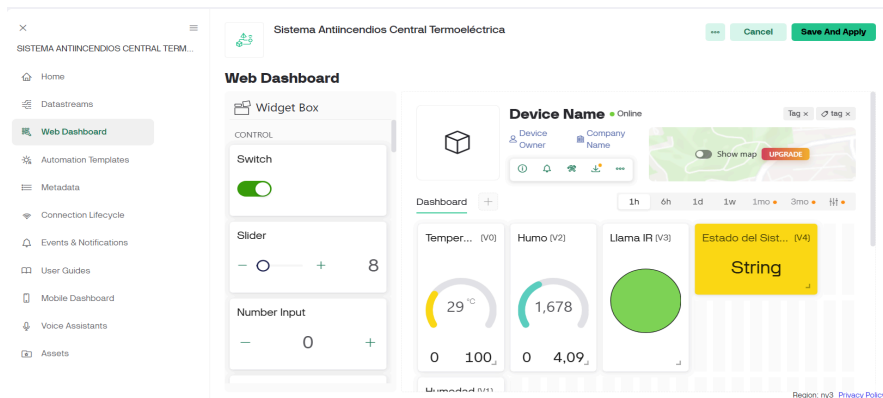 SISTEMA ANTIINCENDIOS CENTRAL TERM...
Home
Datastreams
Web Dashboard
Automation Templates
Metadata
Connection Lifecycle
Events & Notifications
User Guides
Mobile Dashboard
Voice Assistants
Assets
Sistema Antiincendios Central Termoeléctrica
Cancel
Save And Apply
Web Dashboard
Widget Box
CONTROL
Switch
Slider
8
Number Input
0
Device Name
Online
Device Owner
Company Name
Tag ×
tag ×
Show map
UPGRADE
Dashboard
1h 6h 1d 1w 1mo 3mo
Temper... (V0)
29 °C
0 100
Humo (V2)
1,678
0 4,09
Llama IR (V3)
Estado del Sist... (V4)
String
Humedad (V1)
Region: ny3 Privacy Policy